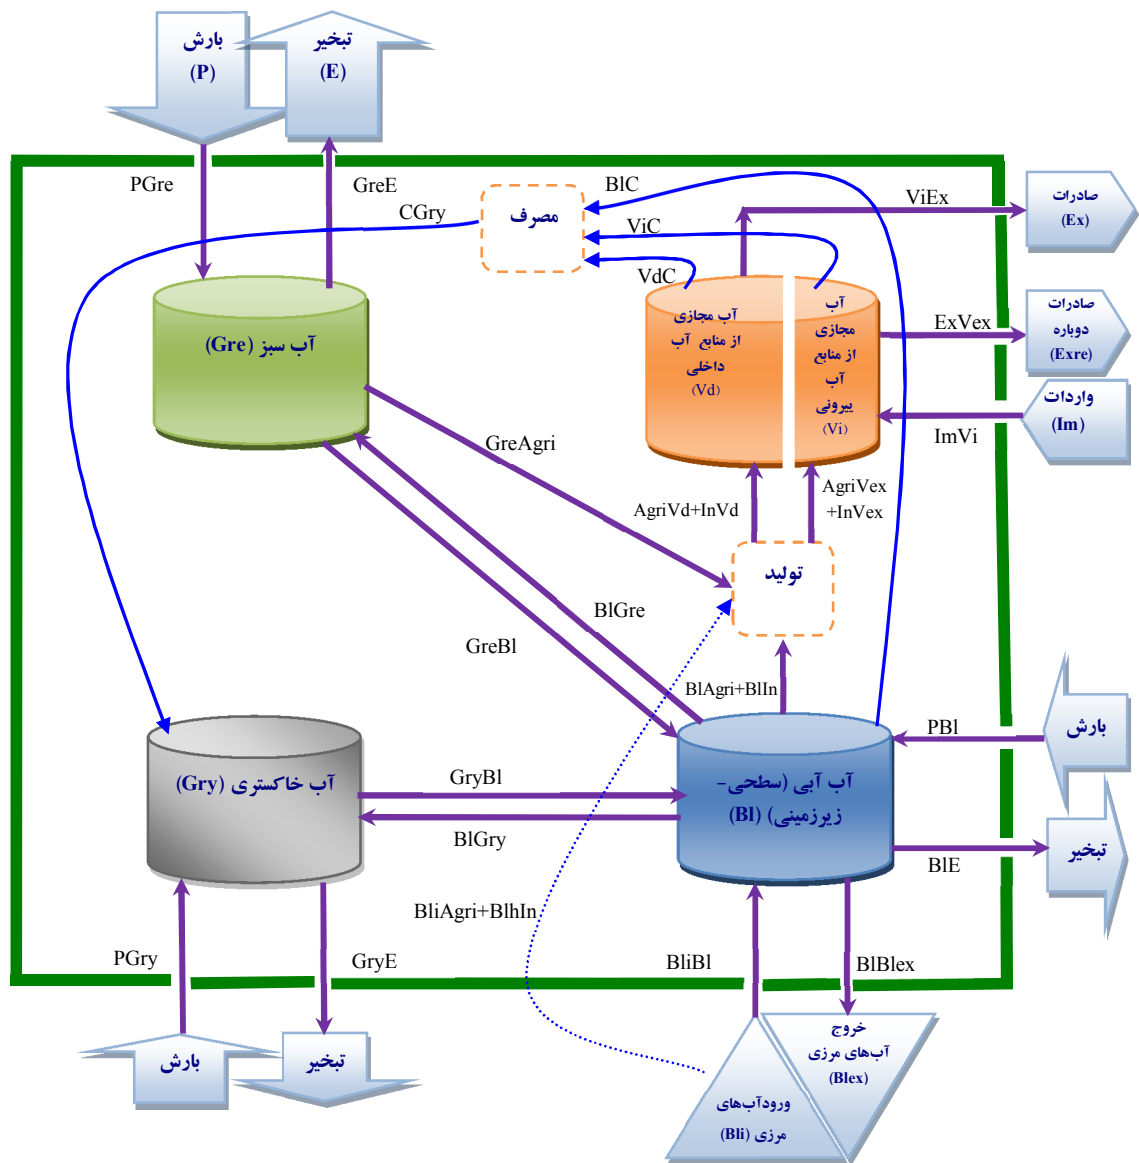 بارش
(P)
تبخیر
(E)
PGre
GreE
BlC
CGry
مصرف
ViC
VdC
ViEx
صادرات
(Ex)
آب سبز (Gre)
آب مجازی
از منابع آب
داخلی
(Vd)
آب
مجازی
از منابع
آب
بیرونی
(Vi)
ExVex
صادرات
دوباره
(Exre)
واردات
(Im)
ImVi
GreAgri
AgriVd+InVd
AgriVex
+InVex
تولید
BlGre
GreBl
BlAgri+BlIn
PBl
بارش
آب خاکستری (Gry)
GryBl
BlGry
آب آبی (سطحی-
زیرزمینی) (Bl)
BlE
تبخیر
BliAgri+BlhIn
PGry
GryE
BliBl
BlBlex
بارش
تبخیر
خروج
آب‌های مرزی
(Blex)
ورودآب‌های
مرزی (Bli)